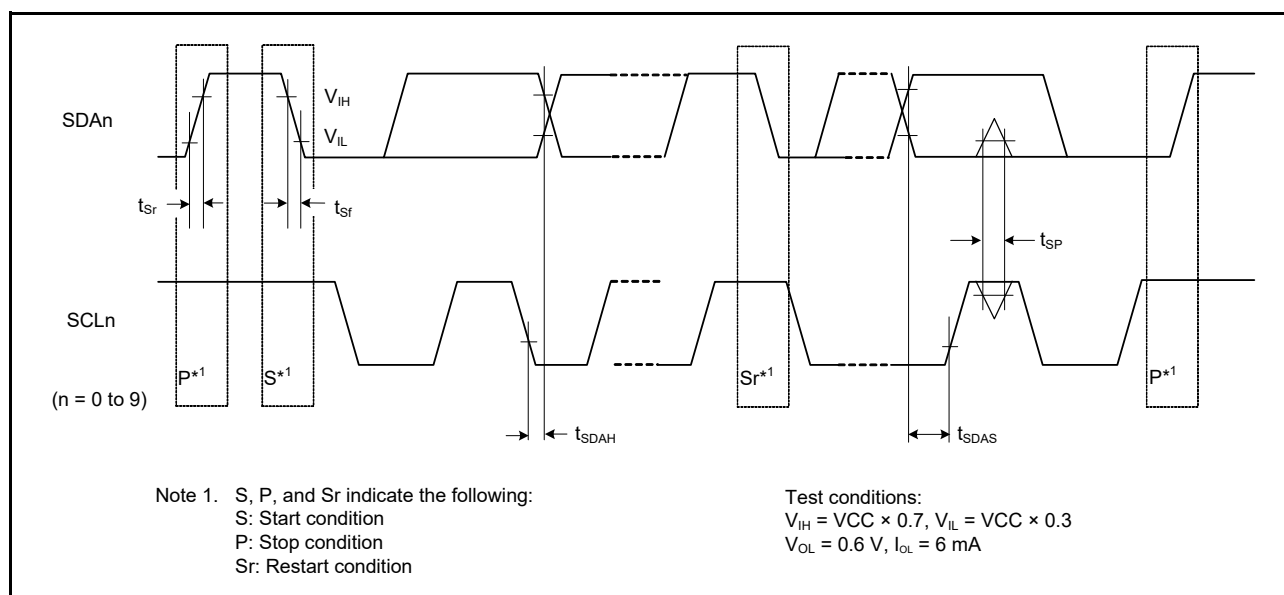 SDAn
V_IH
V_IL
t_Sr
t_Sf
t_SP
SCLn
P*1
S*1
Sr*1
P*1
(n = 0 to 9)
t_SDAH
t_SDAS
Note 1. S, P, and Sr indicate the following:
S: Start condition
P: Stop condition
Sr: Restart condition
Test conditions:
V_IH = VCC × 0.7, V_IL = VCC × 0.3
V_OL = 0.6 V, I_OL = 6 mA